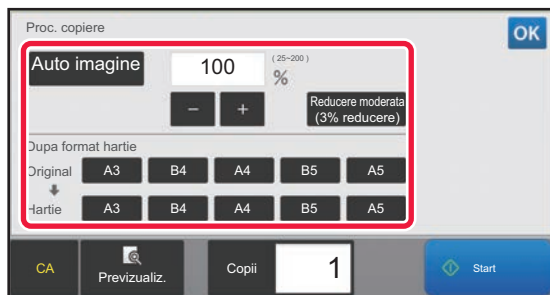 Proc. copiere
OK
Auto imagine
100
(25~200)
%
− +
Reducere moderata
(3% reducere)
Dupa format hartie
Original A3 B4 A4 B5 A5
Hartie A3 B4 A4 B5 A5
CA
Previzualiz.
Copii 1
Start